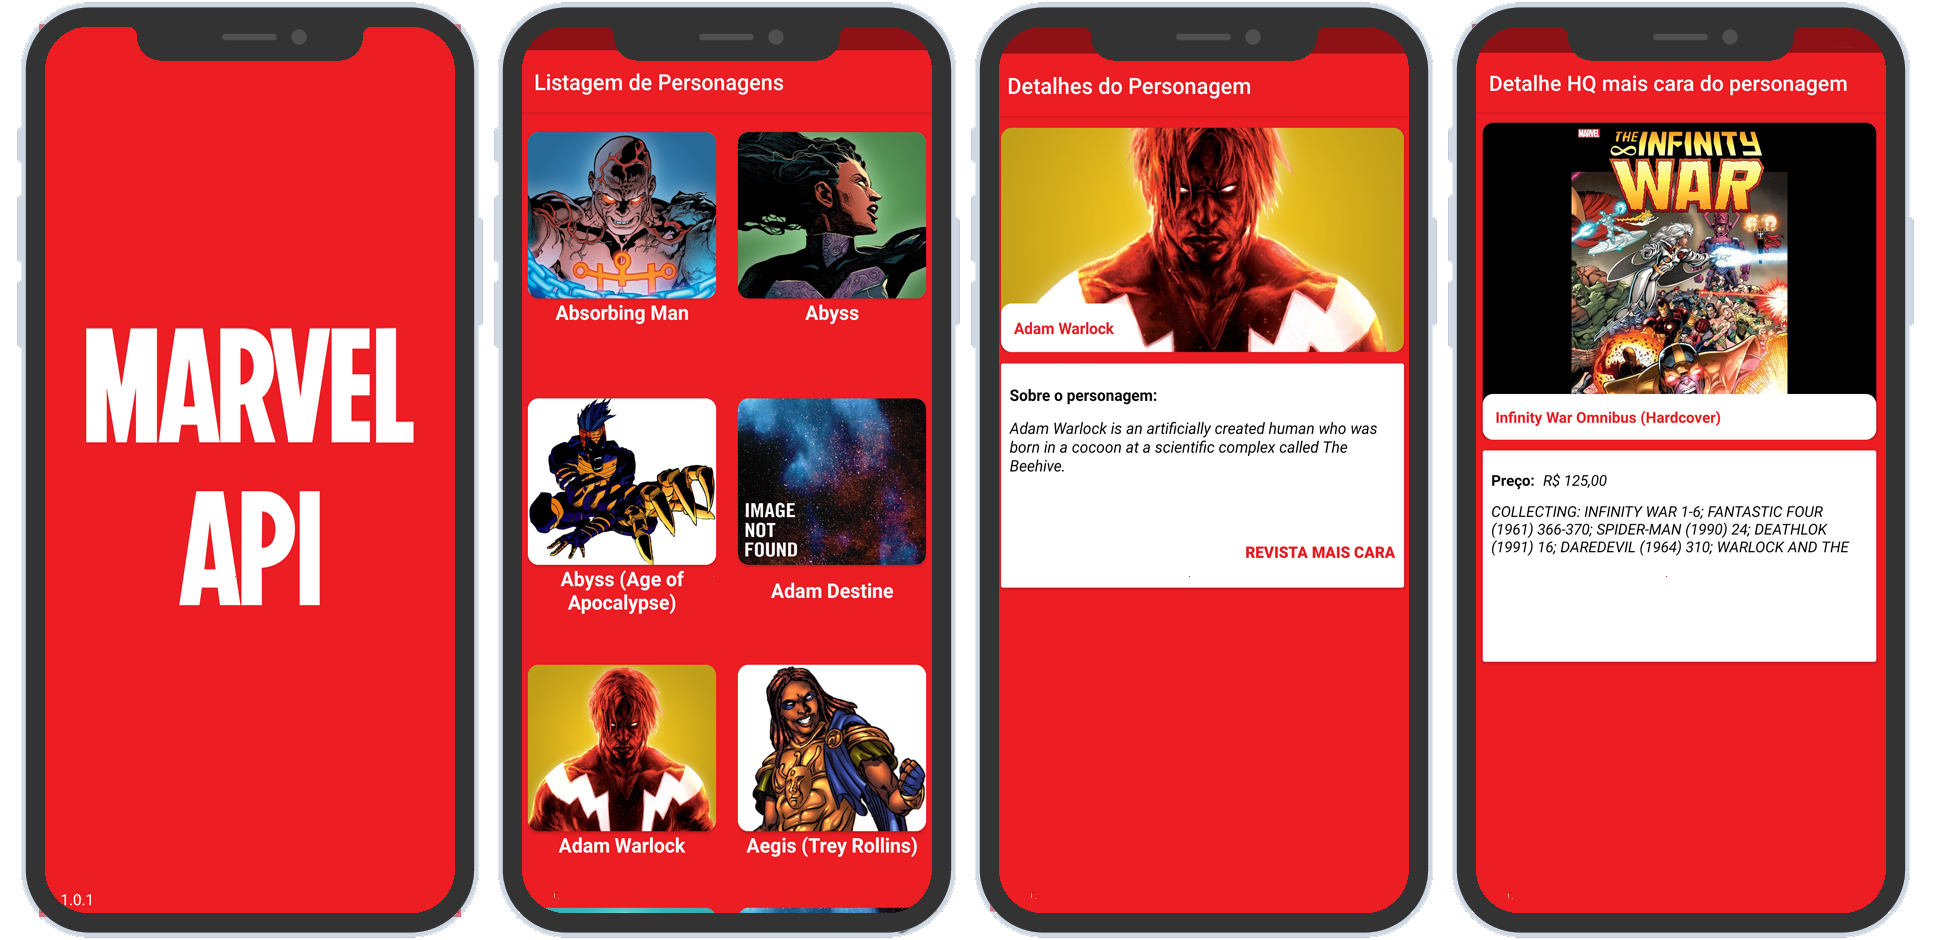 MARVEL
API
1.0.1
Listagem de Personagens
Absorbing Man
Abyss
Abyss (Age of
Apocalypse)
IMAGE
NOT
FOUND
Adam Destine
Adam Warlock
Aegis (Trey Rollins)
Detalhes do Personagem
Adam Warlock
Sobre o personagem:
Adam Warlock is an artificially created human who was
born in a cocoon at a scientific complex called The
Beehive.
REVISTA MAIS CARA
Detalhe HQ mais cara do personagem
MARVEL
THE
INFINITY
WAR
Infinity War Omnibus (Hardcover)
Preço: R$ 125,00
COLLECTING: INFINITY WAR 1-6; FANTASTIC FOUR
(1961) 366-370; SPIDER-MAN (1990) 24; DEATHLOK
(1991) 16; DAREDEVIL (1964) 310; WARLOCK AND THE